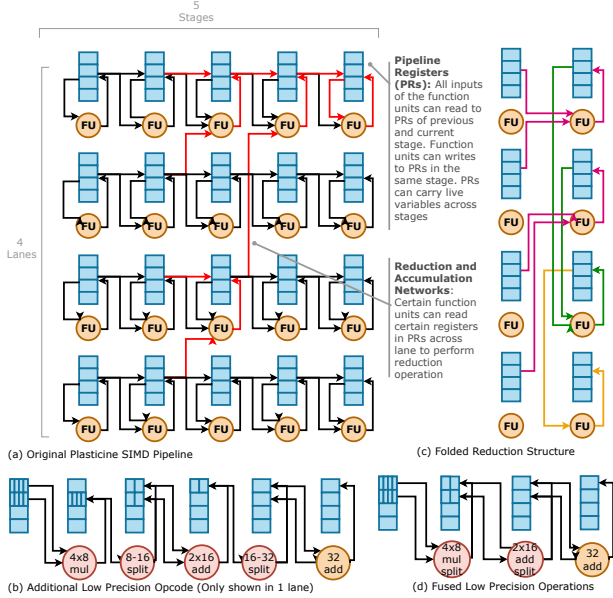 5
Stages
4
Lanes
FU FU FU FU FU
FU FU FU FU FU
FU FU FU FU FU
FU FU FU FU FU
Pipeline
Registers
(PRs): All inputs
of the function
units can read to
PRs of previous
and current
stage. Function
units can writes
to PRs in the
same stage. PRs
can carry live
variables across
stages
Reduction and
Accumulation
Networks:
Certain function
units can read
certain registers
in PRs across
lane to perform
reduction
operation
(a) Original Plasticine SIMD Pipeline
FU FU
FU FU
FU FU
FU FU
(c) Folded Reduction Structure
4x8
mul
8-16
split
2x16
add
16-32
split
32
add
(b) Additional Low Precision Opcode (Only shown in 1 lane)
4x8
mul
split
2x16
add
split
32
add
(d) Fused Low Precision Operations